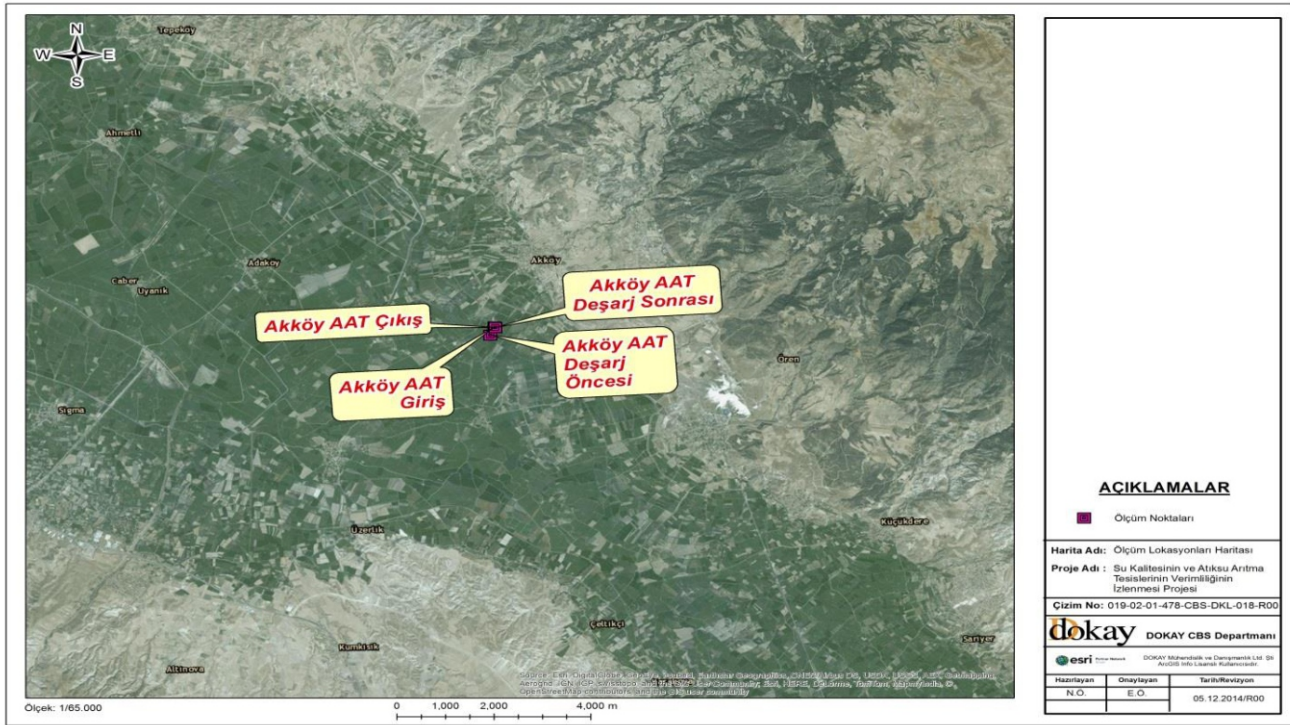 N
W E
S
Tepeköy
Ahmetli
Adaköy
Caber
Uyanık
Akköy
Akköy AAT
Deşarj Sonrası
Akköy AAT Çıkış
Akköy AAT
Deşarj
Öncesi
Akköy AAT
Giriş
Ören
Sigma
Üzerlik
Küçükdere
Çeltikçi
Kumkısık
Altınova
Sarıyer
Ölçek: 1/65.000
0 1,000 2,000 4,000 m
AÇIKLAMALAR
Ölçüm Noktaları
Harita Adı: Ölçüm Lokasyonları Haritası
Proje Adı : Su Kalitesinin ve Atıksu Arıtma
Tesislerinin Verimliliğinin
İzlenmesi Projesi
Çizim No: 019-02-01-478-CBS-DKL-018-R00
dokay DOKAY CBS Departmanı
esri DOKAY Mühendislik ve Danışmanlık Ltd. Şti
ArcGIS Info Lisanslı Kullanıcısıdır.
Hazırlayan Onaylayan Tarih/Revizyon
N.Ö. E.Ö. 05.12.2014/R00